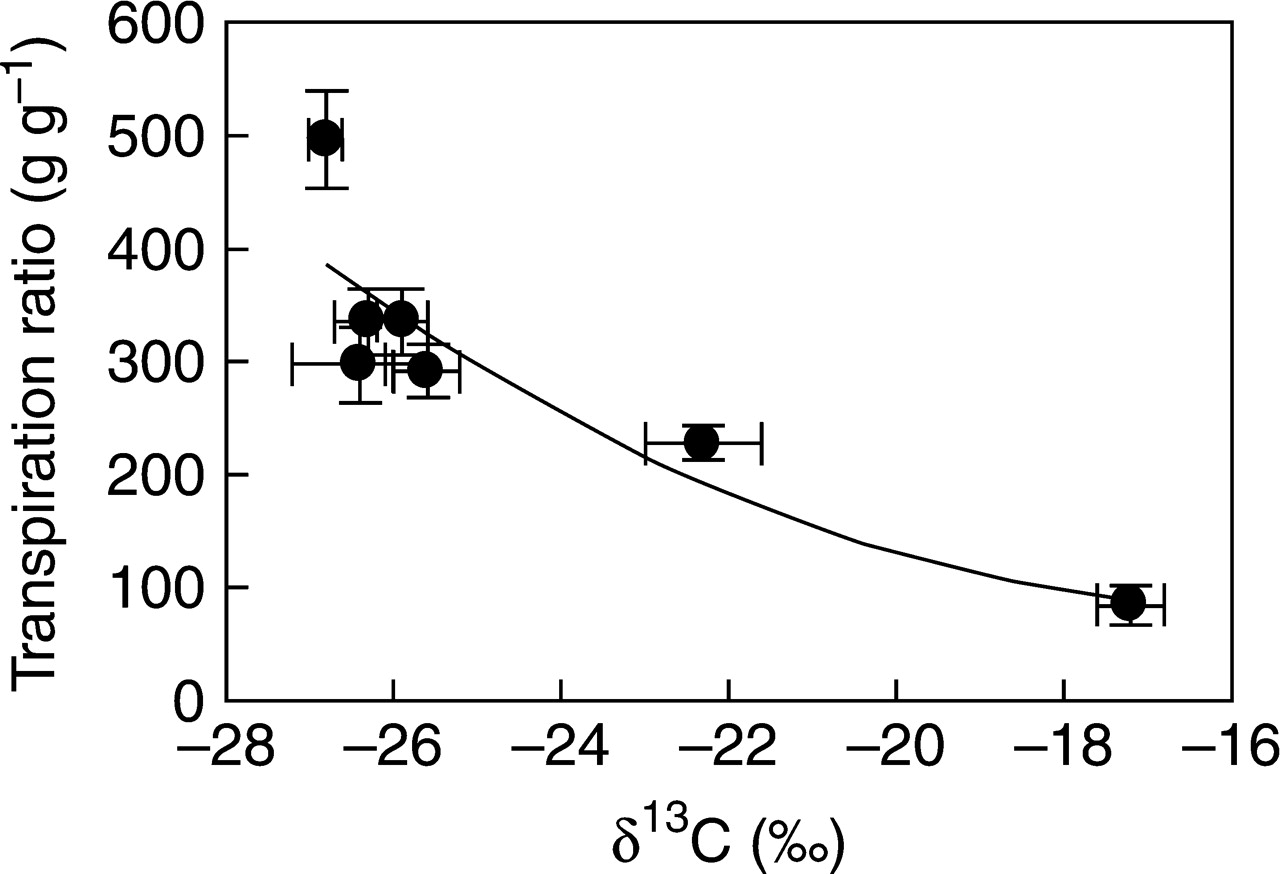 Transpiration ratio (g g⁻¹)
600
500
400
300
200
100
0
–28 –26 –24 –22 –20 –18 –16
δ¹³C (‰)